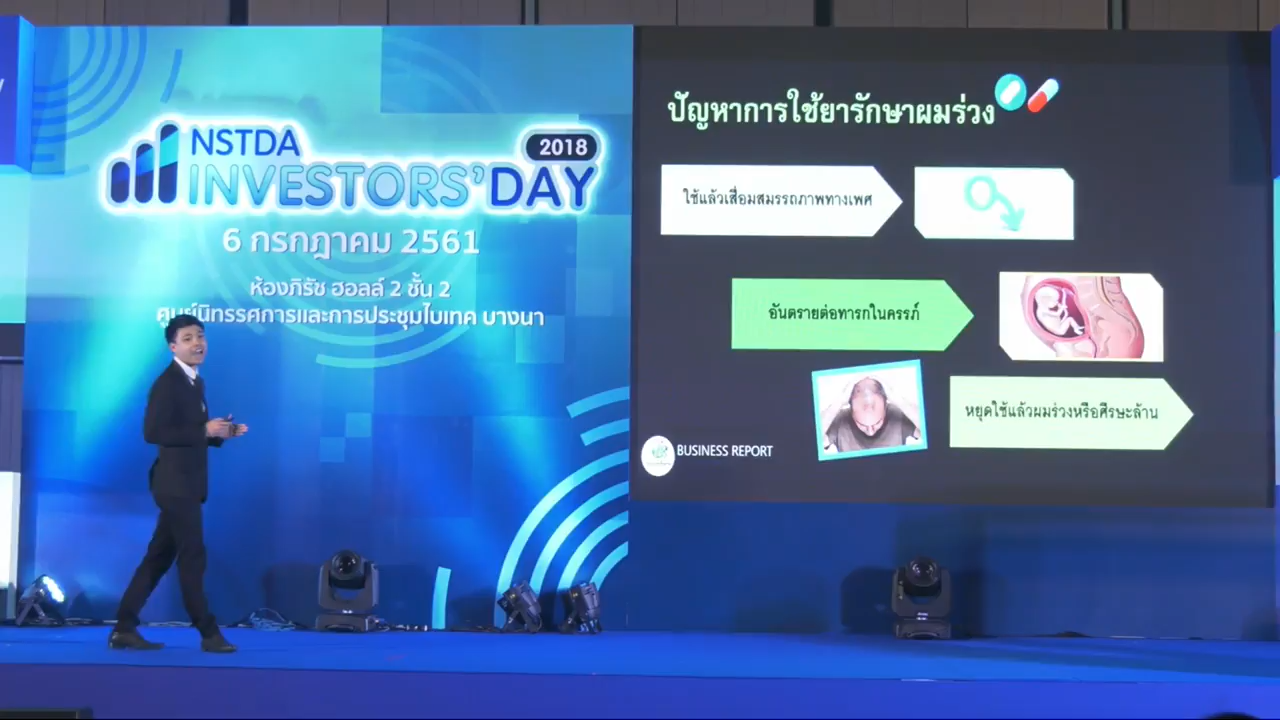 NSTDA
2018
INVESTORS' DAY
6 กรกฎาคม 2561
ห้องภิรัช ฮอลล์ 2 ชั้น 2
ศูนย์นิทรรศการและการประชุมไบเทค บางนา
ปัญหาการใช้ยารักษาผมร่วง
ใช้แล้วเสื่อมสมรรถภาพทางเพศ
อันตรายต่อทารกในครรภ์
หยุดใช้แล้วผมร่วงหรือศีรษะล้าน
BUSINESS REPORT